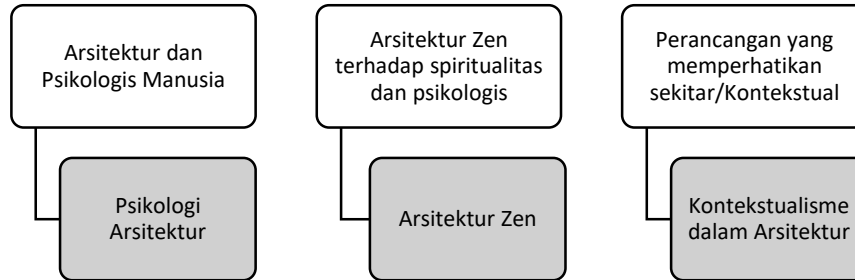 Arsitektur dan
Psikologis Manusia
Psikologi
Arsitektur
Arsitektur Zen
terhadap spiritualitas
dan psikologis
Arsitektur Zen
Perancangan yang
memperhatikan
sekitar/Kontekstual
Kontekstualisme
dalam Arsitektur